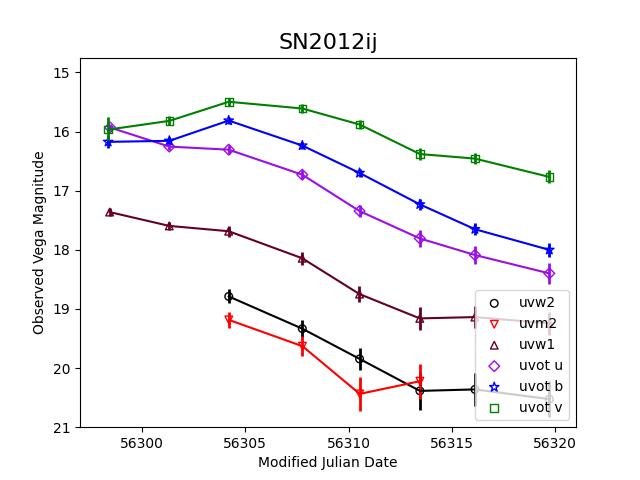 SN2012ij
Observed Vega Magnitude
15
16
17
18
19
20
21
56300
56305
56310
56315
56320
Modified Julian Date
uvw2
uvm2
uvw1
uvot u
uvot b
uvot v